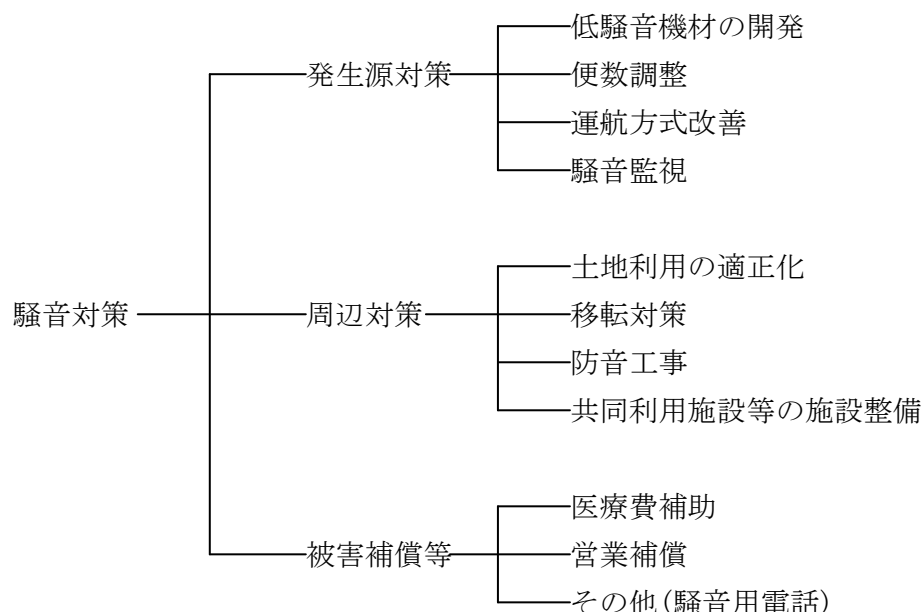 騒音対策
発生源対策
低騒音機材の開発
便数調整
運航方式改善
騒音監視
周辺対策
土地利用の適正化
移転対策
防音工事
共同利用施設等の施設整備
被害補償等
医療費補助
営業補償
その他(騒音用電話)